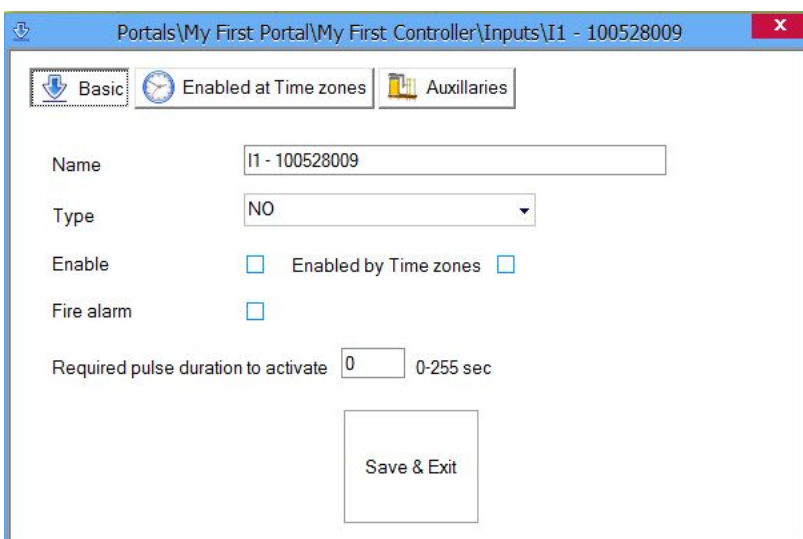 Portals\My First Portal\My First Controller\Inputs\I1 - 100528009
x
Basic Enabled at Time zones Auxillaries
Name I1 - 100528009
Type NO
Enable Enabled by Time zones
Fire alarm
Required pulse duration to activate 0 0-255 sec
Save & Exit